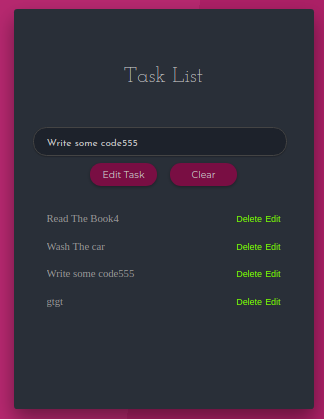 Task List
Write some code555
Edit Task Clear
Read The Book4 Delete Edit
Wash The car Delete Edit
Write some code555 Delete Edit
gtgt Delete Edit